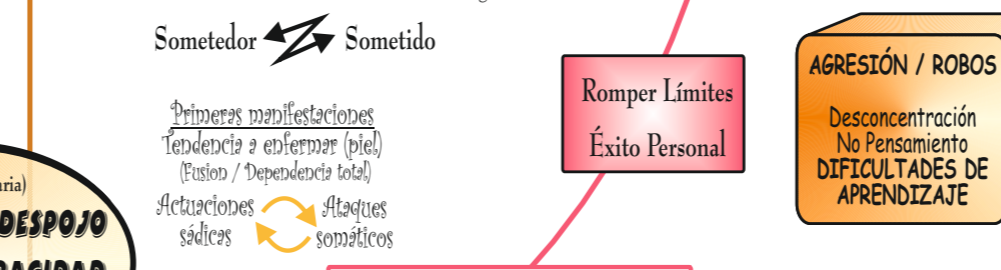 Sometedor Sometido
Primeras manifestaciones
Tendencia a enfermar (piel)
(Fusion / Dependencia total)
Actuaciones
sádicas
Ataques
somáticos
Romper Límites
Éxito Personal
AGRESIÓN / ROBOS
Desconcentración
No Pensamiento
DIFICULTADES DE
APRENDIZAJE
DESPOJO